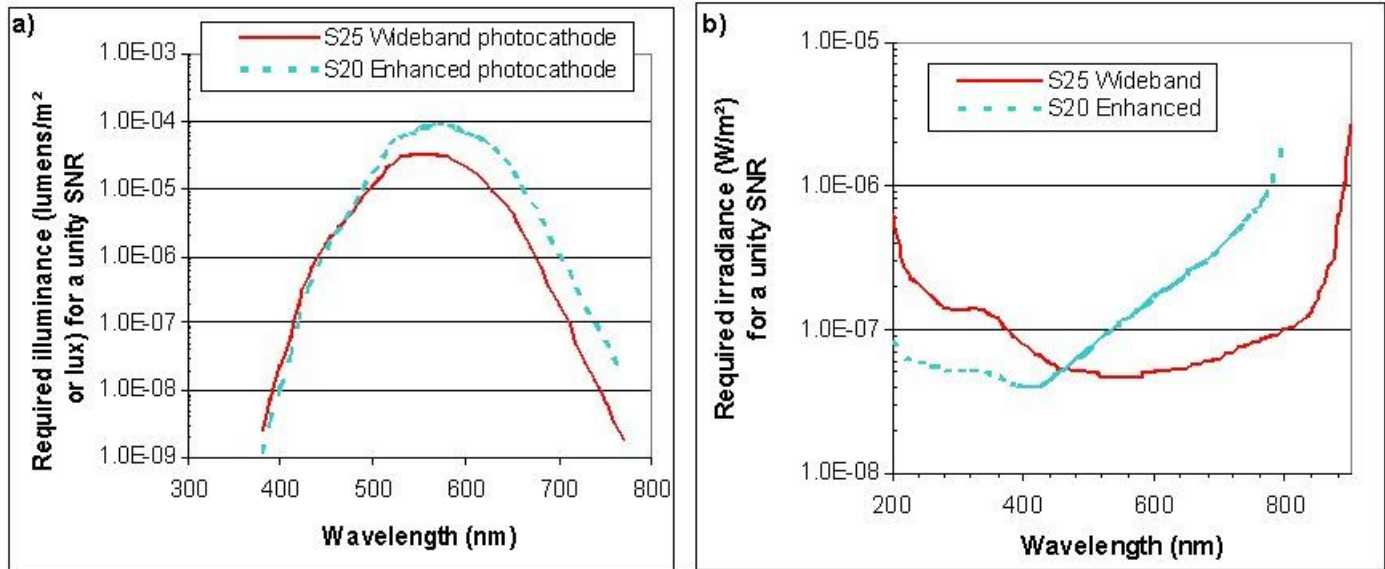 a)
S25 Wideband photocathode
S20 Enhanced photocathode
Required illuminance (lumens/m²
or lux) for a unity SNR
1.0E-03
1.0E-04
1.0E-05
1.0E-06
1.0E-07
1.0E-08
1.0E-09
300 400 500 600 700 800
Wavelength (nm)
b)
S25 Wideband
S20 Enhanced
Required irradiance (W/m²)
for a unity SNR
1.0E-05
1.0E-06
1.0E-07
1.0E-08
200 400 600 800
Wavelength (nm)